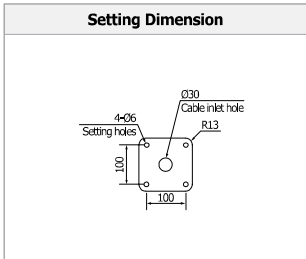 Setting Dimension
Ø30
Cable inlet hole
4-Ø6
Setting holes
R13
100
100